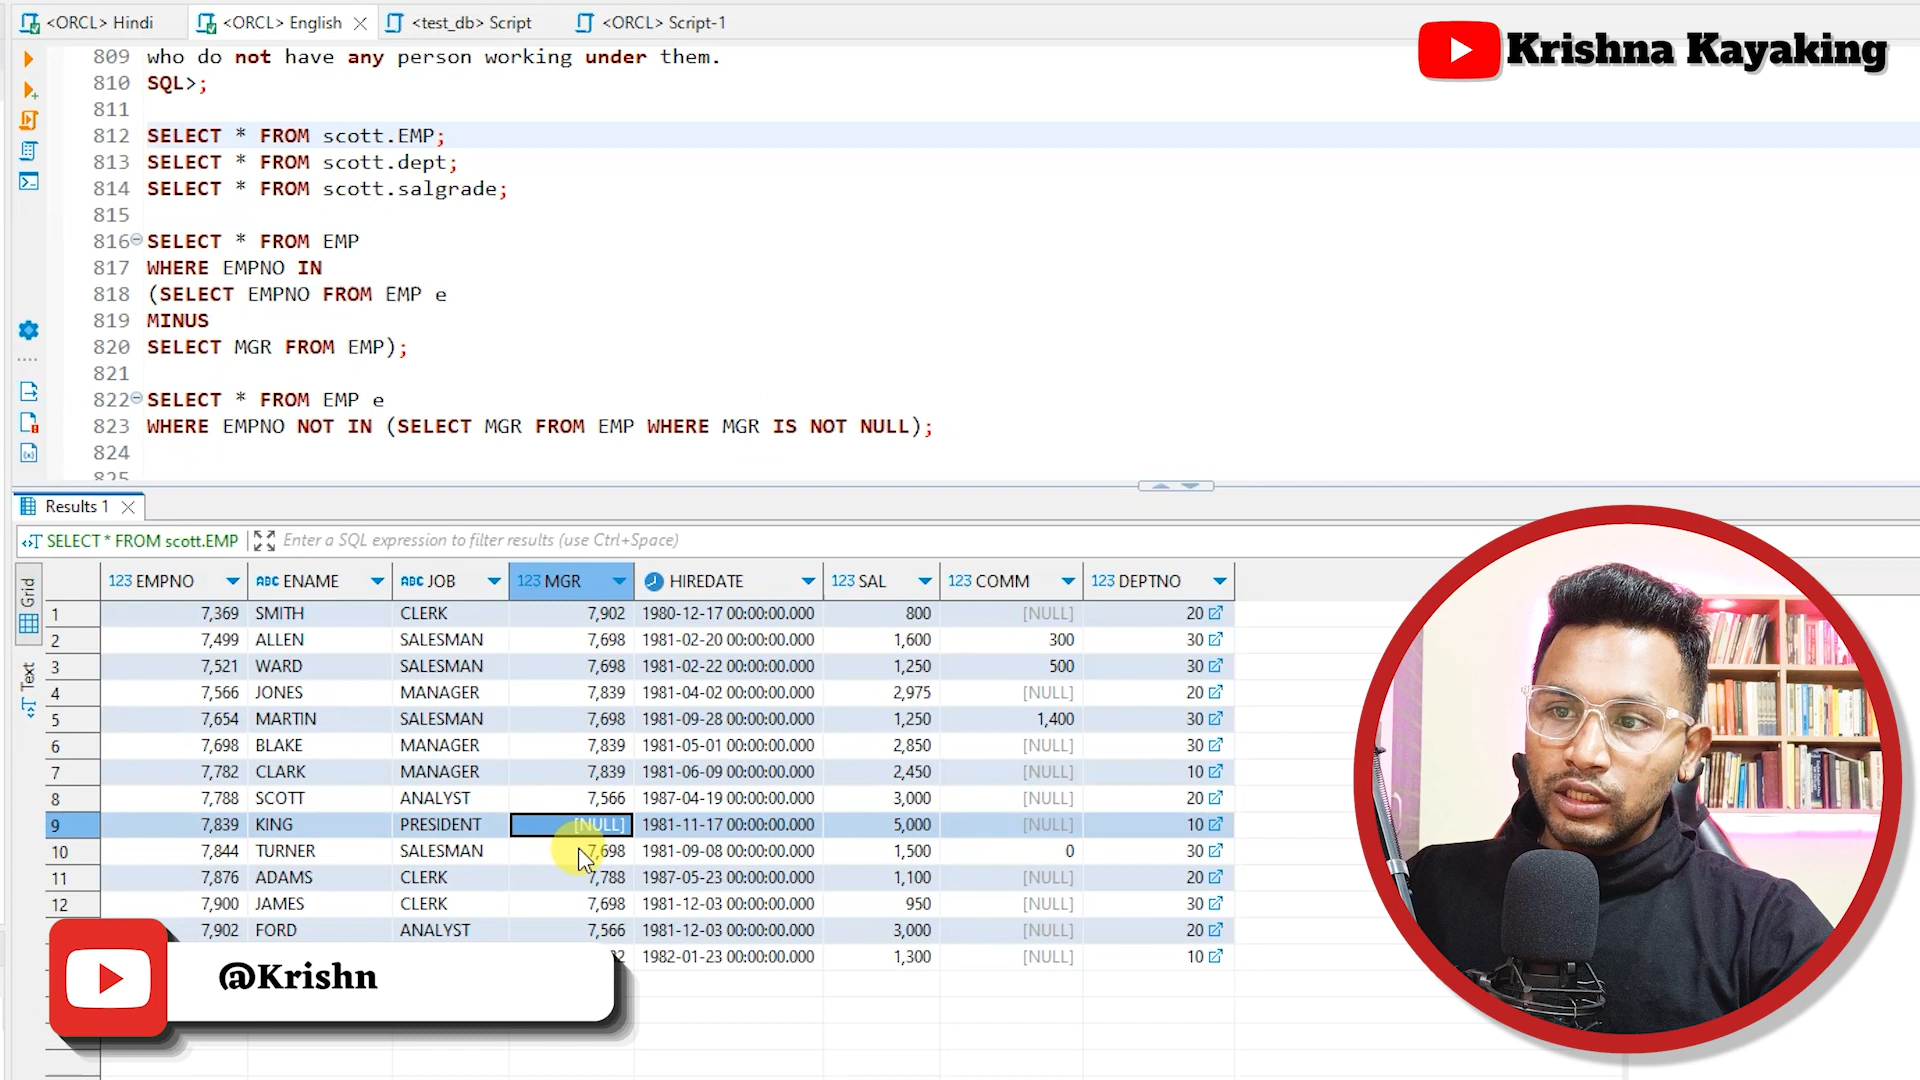 <ORCL> Hindi
<ORCL> English
<test_db> Script
<ORCL> Script-1
Krishna Kayaking
809 who do not have any person working under them.
810 SQL>;
811
812 SELECT * FROM scott.EMP;
813 SELECT * FROM scott.dept;
814 SELECT * FROM scott.salgrade;
815
816 SELECT * FROM EMP
817 WHERE EMPNO IN
818 (SELECT EMPNO FROM EMP e
819 MINUS
820 SELECT MGR FROM EMP);
821
822 SELECT * FROM EMP e
823 WHERE EMPNO NOT IN (SELECT MGR FROM EMP WHERE MGR IS NOT NULL);
824
825
Results 1
SELECT * FROM scott.EMP
Enter a SQL expression to filter results (use Ctrl+Space)
Grid
Text
123 EMPNO ABC ENAME ABC JOB 123 MGR HIREDATE 123 SAL 123 COMM 123 DEPTNO
1 7,369 SMITH CLERK 7,902 1980-12-17 00:00:00.000 800 [NULL] 20
2 7,499 ALLEN SALESMAN 7,698 1981-02-20 00:00:00.000 1,600 300 30
3 7,521 WARD SALESMAN 7,698 1981-02-22 00:00:00.000 1,250 500 30
4 7,566 JONES MANAGER 7,839 1981-04-02 00:00:00.000 2,975 [NULL] 20
5 7,654 MARTIN SALESMAN 7,698 1981-09-28 00:00:00.000 1,250 1,400 30
6 7,698 BLAKE MANAGER 7,839 1981-05-01 00:00:00.000 2,850 [NULL] 30
7 7,782 CLARK MANAGER 7,839 1981-06-09 00:00:00.000 2,450 [NULL] 10
8 7,788 SCOTT ANALYST 7,566 1987-04-19 00:00:00.000 3,000 [NULL] 20
9 7,839 KING PRESIDENT [NULL] 1981-11-17 00:00:00.000 5,000 [NULL] 10
10 7,844 TURNER SALESMAN 7,698 1981-09-08 00:00:00.000 1,500 0 30
11 7,876 ADAMS CLERK 7,788 1987-05-23 00:00:00.000 1,100 [NULL] 20
12 7,900 JAMES CLERK 7,698 1981-12-03 00:00:00.000 950 [NULL] 30
7,902 FORD ANALYST 7,566 1981-12-03 00:00:00.000 3,000 [NULL] 20
1982-01-23 00:00:00.000 1,300 [NULL] 10
@Krishn